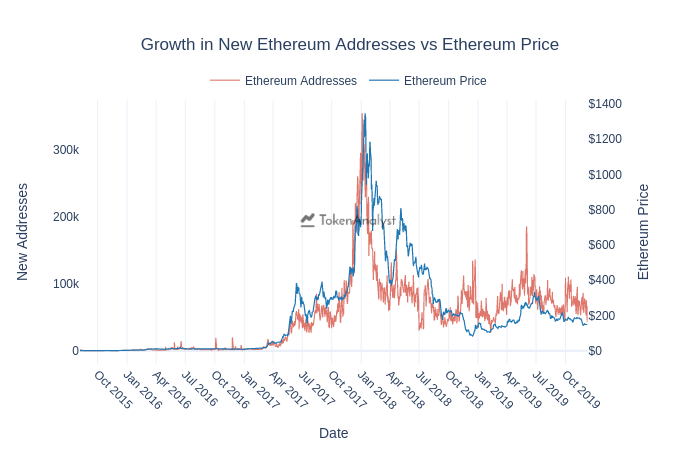 Growth in New Ethereum Addresses vs Ethereum Price
Ethereum Addresses
Ethereum Price
$1400
$1200
$1000
$800
$600
$400
$200
$0
300k
200k
100k
0
New Addresses
Ethereum Price
TokenAnalyst
Oct 2015
Jan 2016
Apr 2016
Jul 2016
Oct 2016
Jan 2017
Apr 2017
Jul 2017
Oct 2017
Jan 2018
Apr 2018
Jul 2018
Oct 2018
Jan 2019
Apr 2019
Jul 2019
Oct 2019
Date